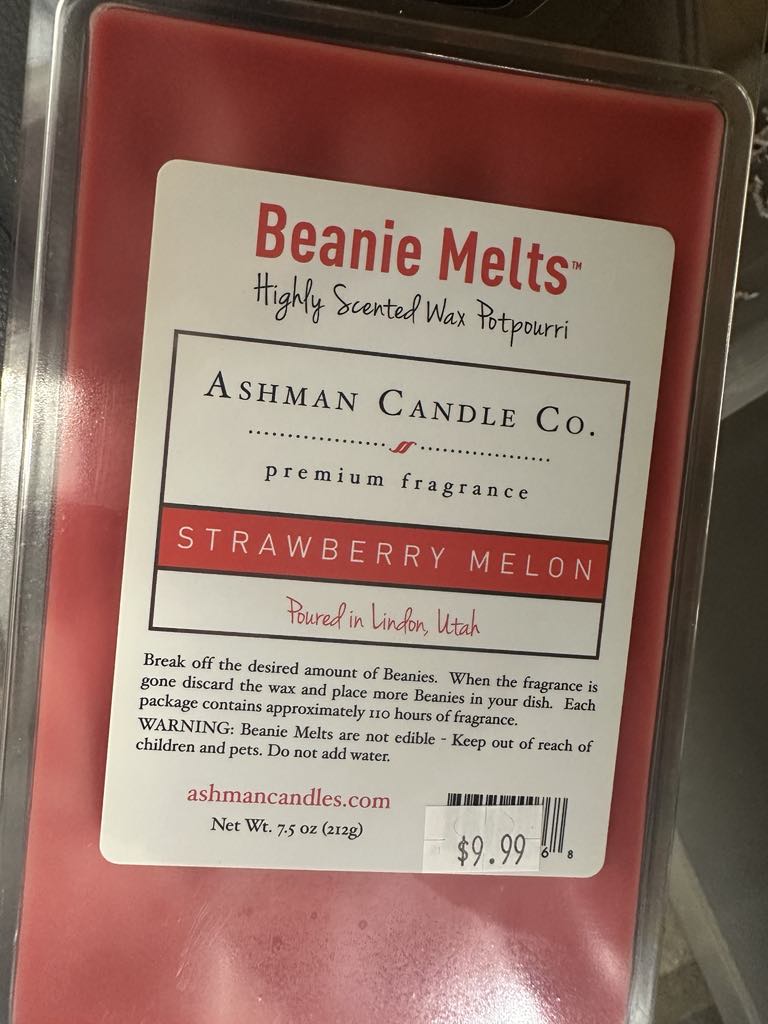 Beanie Melts™
Highly Scented Wax Potpourri
ASHMAN CANDLE CO.
premium fragrance
STRAWBERRY MELON
Poured in Lindon, Utah
Break off the desired amount of Beanies. When the fragrance is
gone discard the wax and place more Beanies in your dish. Each
package contains approximately 110 hours of fragrance.
WARNING: Beanie Melts are not edible - Keep out of reach of
children and pets. Do not add water.
ashmancandles.com
Net Wt. 7.5 oz (212g)
$9.99
6 8